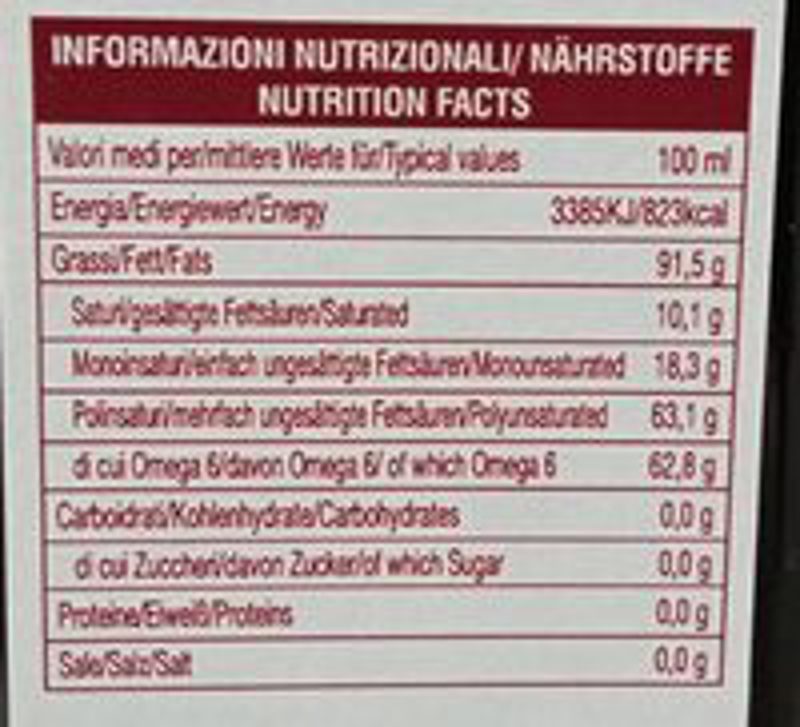 INFORMAZIONI NUTRIZIONALI/ NÄHRSTOFFE
NUTRITION FACTS
Valori medi per/mittlere Werte für/Typical values 100 ml
Energia/Energiewert/Energy 3385KJ/823kcal
Grassi/Fett/Fats 91,5 g
Saturi/gesättigte Fettsäuren/Saturated 10,1 g
Monoinsaturi/einfach ungesättigte Fettsäuren/Monounsaturated 18,3 g
Polinsaturi/mehrfach ungesättigte Fettsäuren/Polyunsaturated 63,1 g
di cui Omega 6/davon Omega 6/ of which Omega 6 62,8 g
Carboidrati/Kohlenhydrate/Carbohydrates 0,0 g
di cui Zuccheri/davon Zucker/of which Sugar 0,0 g
Proteine/Eiweiß/Proteins 0,0 g
Sale/Salz/Salt 0,0 g